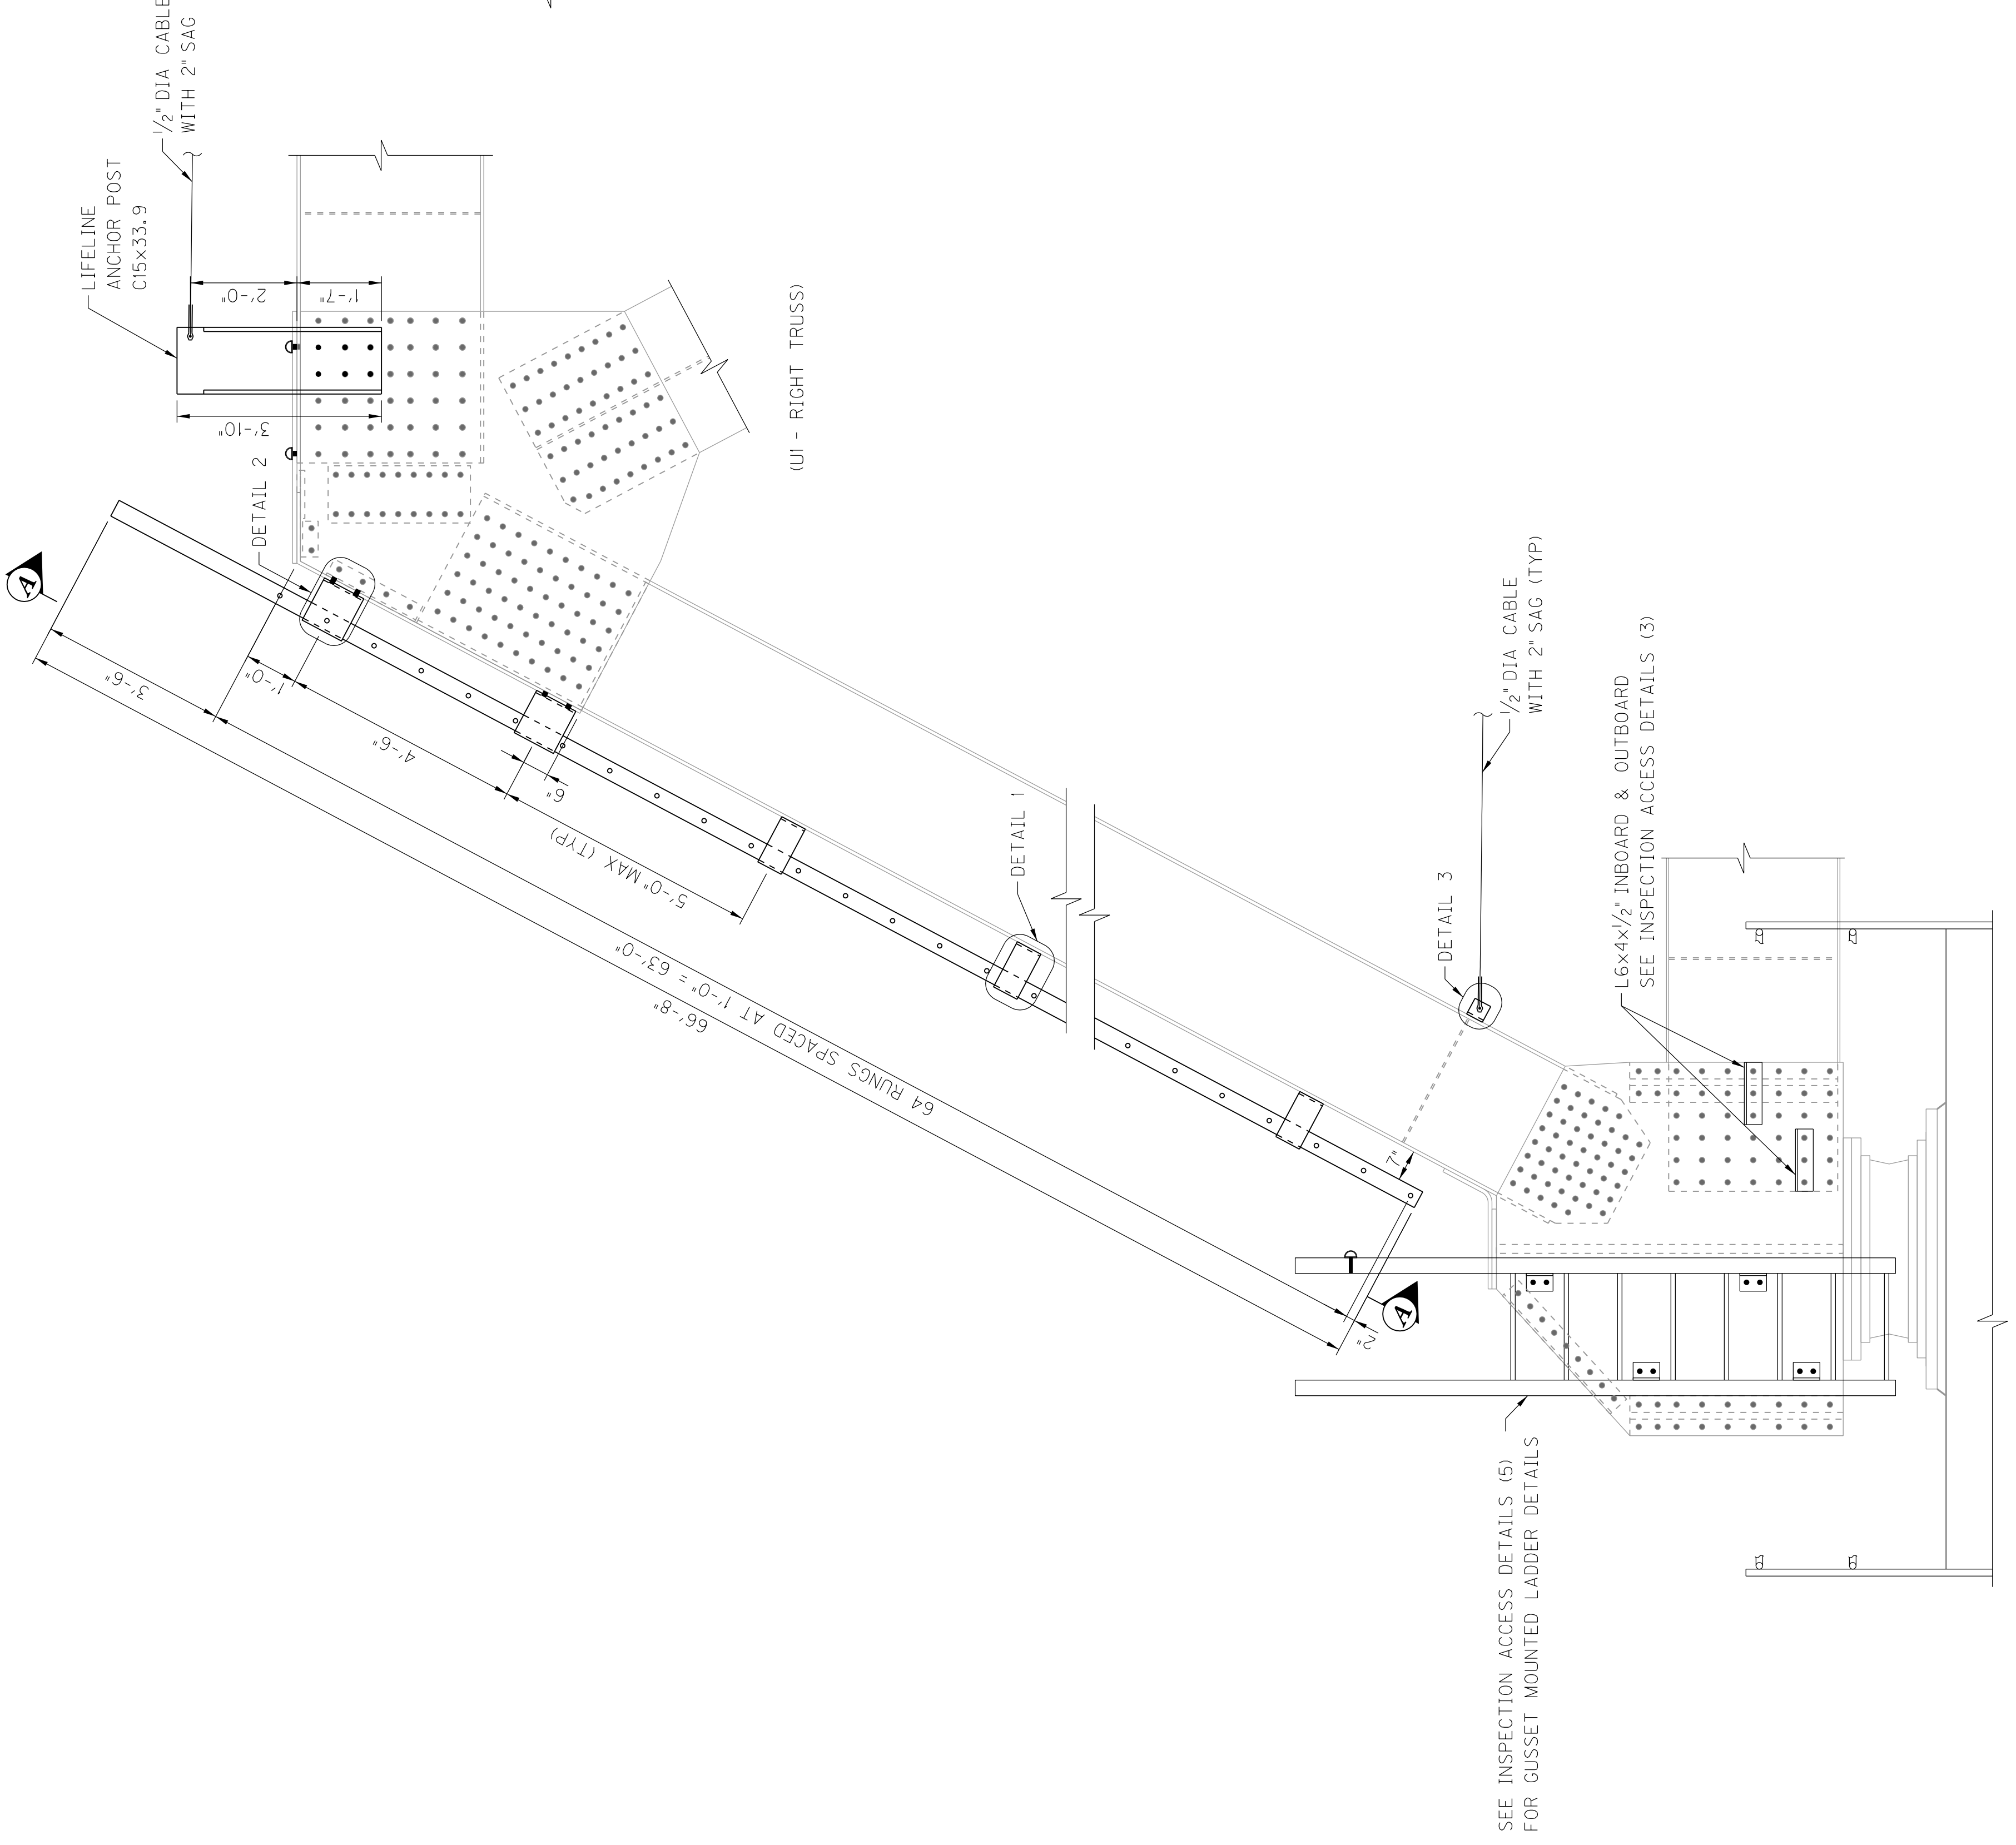 1/2" DIA CABLE
WITH 2" SAG
LIFELINE
ANCHOR POST
C15x33.9
2'-0"
1'-7"
3'-10"
DETAIL 2
(U1 - RIGHT TRUSS)
A
3'-6"
1'-0"
4'-6"
6"
5'-0" MAX (TYP)
64 RUNGS SPACED AT 1'-0" = 63'-0"
66'-8"
DETAIL 1
1/2" DIA CABLE
WITH 2" SAG (TYP)
DETAIL 3
L6x4x1/2" INBOARD & OUTBOARD
SEE INSPECTION ACCESS DETAILS (3)
7"
2"
A
SEE INSPECTION ACCESS DETAILS (5)
FOR GUSSET MOUNTED LADDER DETAILS